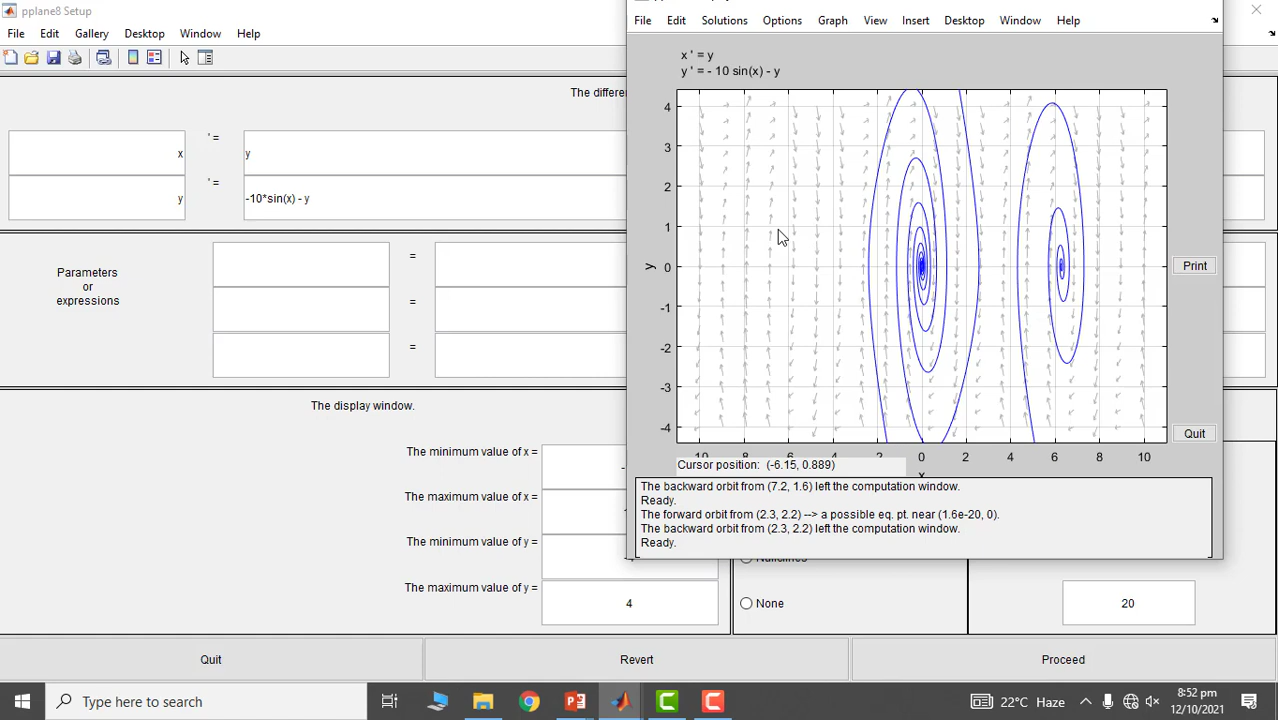 pplane8 Setup
File Edit Gallery Desktop Window Help
The differe
x ' = y
y ' = -10*sin(x) - y
Parameters
or
expressions
=
=
=
The display window.
The minimum value of x = -
The maximum value of x = 1
The minimum value of y =
The maximum value of y = 4
None
20
Quit Revert Proceed
File Edit Solutions Options Graph View Insert Desktop Window Help
x ' = y
y ' = - 10 sin(x) - y
4
3
2
1
0
-1
-2
-3
-4
y
-10 -8 -6 -4 -2 0 2 4 6 8 10
x
Print
Quit
Cursor position: (-6.15, 0.889)
The backward orbit from (7.2, 1.6) left the computation window.
Ready.
The forward orbit from (2.3, 2.2) --> a possible eq. pt. near (1.6e-20, 0).
The backward orbit from (2.3, 2.2) left the computation window.
Ready.
Type here to search
22°C Haze
8:52 pm
12/10/2021